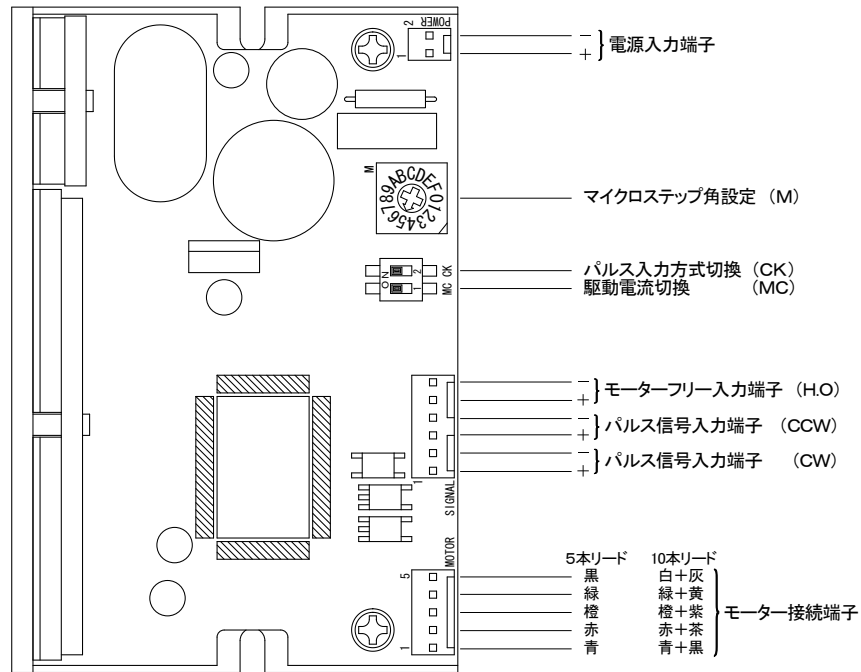 2
POWER
1
－
＋
電源入力端子
M
0123456789ABCDEF
マイクロステップ角設定 (M)
ON
2 CK
1 MC
パルス入力方式切換 (CK)
駆動電流切換 (MC)
－
＋
モーターフリー入力端子 (H.O)
－
＋
パルス信号入力端子 (CCW)
－
＋
パルス信号入力端子 (CW)
1
SIGNAL
MOTOR
5
1
5本リード 10本リード
黒 白＋灰
緑 緑＋黄
橙 橙＋紫
赤 赤＋茶
青 青＋黒
モーター接続端子